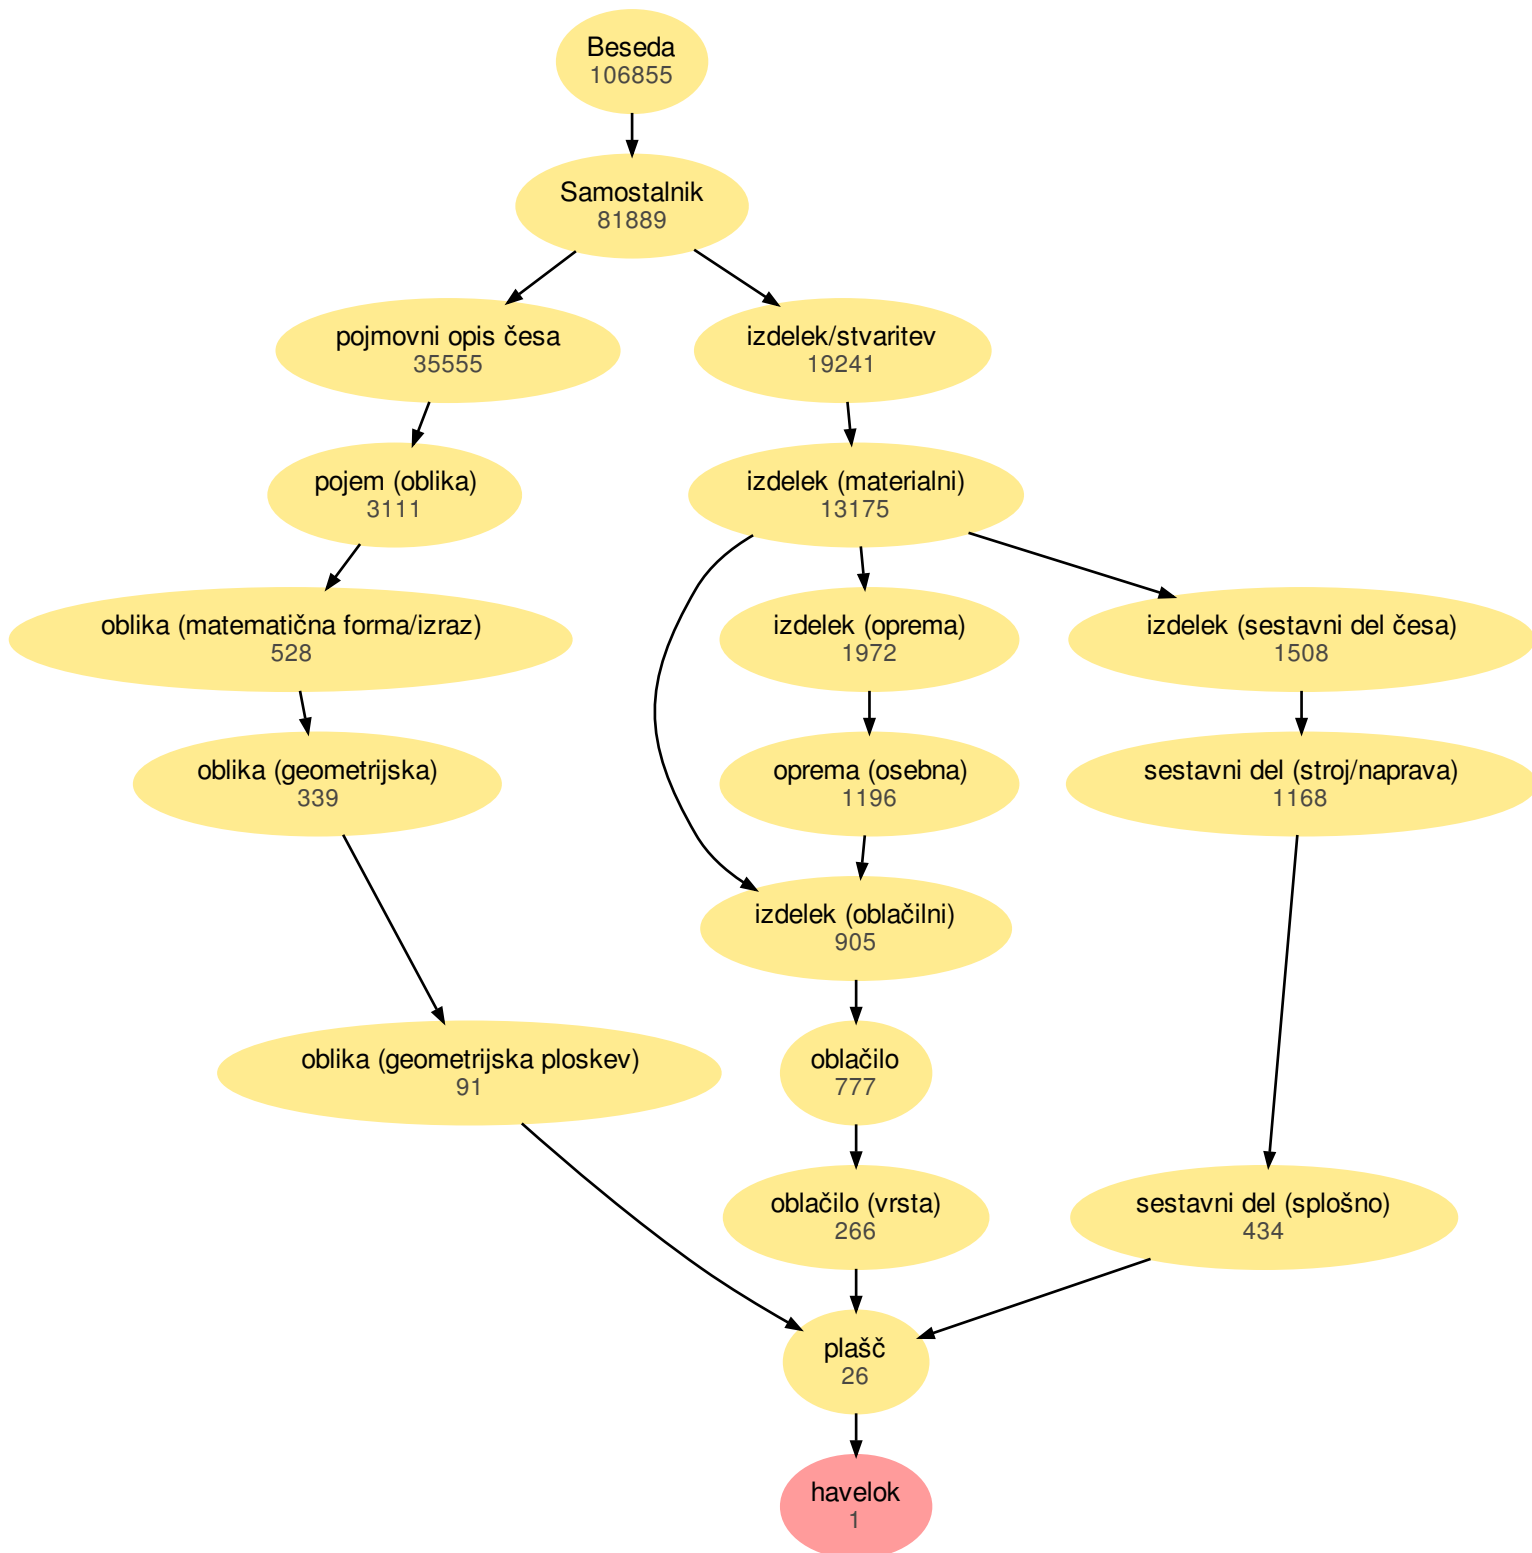 Beseda
106855
Samostalnik
81889
pojmovni opis česa
35555
izdelek/stvaritev
19241
pojem (oblika)
3111
izdelek (materialni)
13175
oblika (matematična forma/izraz)
528
izdelek (oprema)
1972
izdelek (sestavni del česa)
1508
oblika (geometrijska)
339
oprema (osebna)
1196
sestavni del (stroj/naprava)
1168
izdelek (oblačilni)
905
oblika (geometrijska ploskev)
91
oblačilo
777
oblačilo (vrsta)
266
sestavni del (splošno)
434
plašč
26
havelok
1